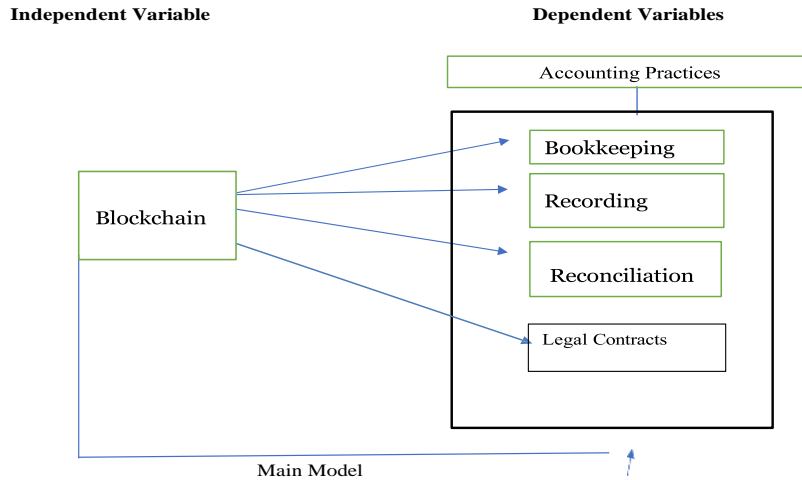 Independent Variable
Dependent Variables
Accounting Practices
Bookkeeping
Blockchain
Recording
Reconciliation
Legal Contracts
Main Model